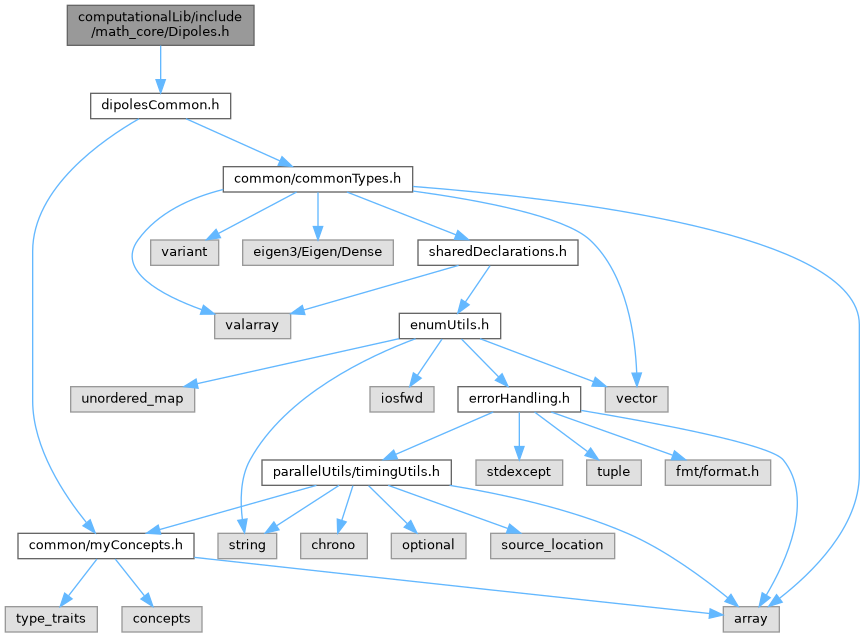 computationalLib/include
/math_core/Dipoles.h
dipolesCommon.h
common/commonTypes.h
variant
eigen3/Eigen/Dense
sharedDeclarations.h
valarray
enumUtils.h
unordered_map
iosfwd
errorHandling.h
vector
parallelUtils/timingUtils.h
stdexcept
tuple
fmt/format.h
common/myConcepts.h
string
chrono
optional
source_location
type_traits
concepts
array